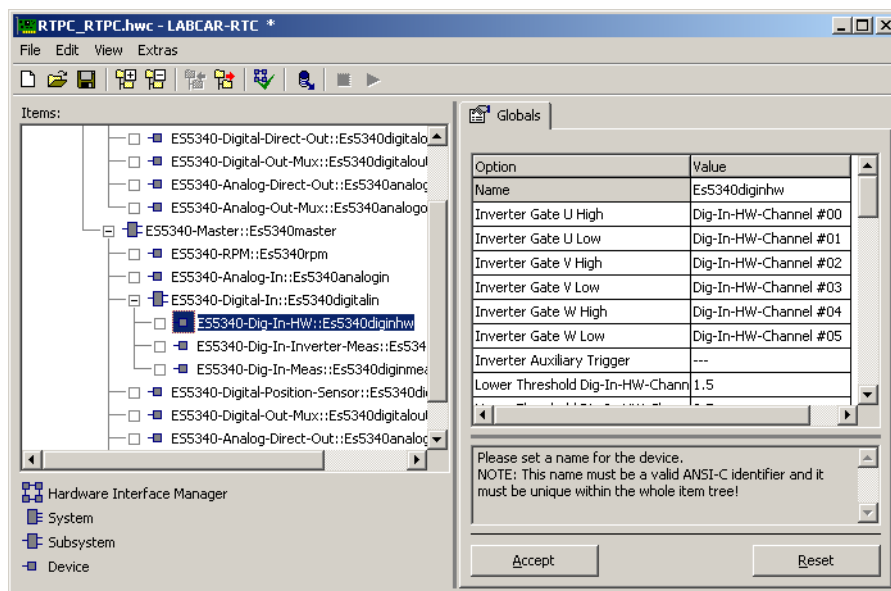 RTPC_RTPC.hwc - LABCAR-RTC *
File Edit View Extras
Items:
ES5340-Digital-Direct-Out::Es5340digitalo
ES5340-Digital-Out-Mux::Es5340digitalou
ES5340-Analog-Direct-Out::Es5340analog
ES5340-Analog-Out-Mux::Es5340analogo
ES5340-Master::Es5340master
ES5340-RPM::Es5340rpm
ES5340-Analog-In::Es5340analogin
ES5340-Digital-In::Es5340digitalin
ES5340-Dig-In-HW::Es5340diginhw
ES5340-Dig-In-Inverter-Meas::Es534
ES5340-Dig-In-Meas::Es5340diginmea
ES5340-Digital-Position-Sensor::Es5340di
ES5340-Digital-Out-Mux::Es5340digitalou
ES5340-Analog-Direct-Out::Es5340analog
Hardware Interface Manager
System
Subsystem
Device
Globals
Option Value
Name Es5340diginhw
Inverter Gate U High Dig-In-HW-Channel #00
Inverter Gate U Low Dig-In-HW-Channel #01
Inverter Gate V High Dig-In-HW-Channel #02
Inverter Gate V Low Dig-In-HW-Channel #03
Inverter Gate W High Dig-In-HW-Channel #04
Inverter Gate W Low Dig-In-HW-Channel #05
Inverter Auxiliary Trigger ---
Lower Threshold Dig-In-HW-Chann 1.5
Please set a name for the device.
NOTE: This name must be a valid ANSI-C identifier and it
must be unique within the whole item tree!
Accept Reset